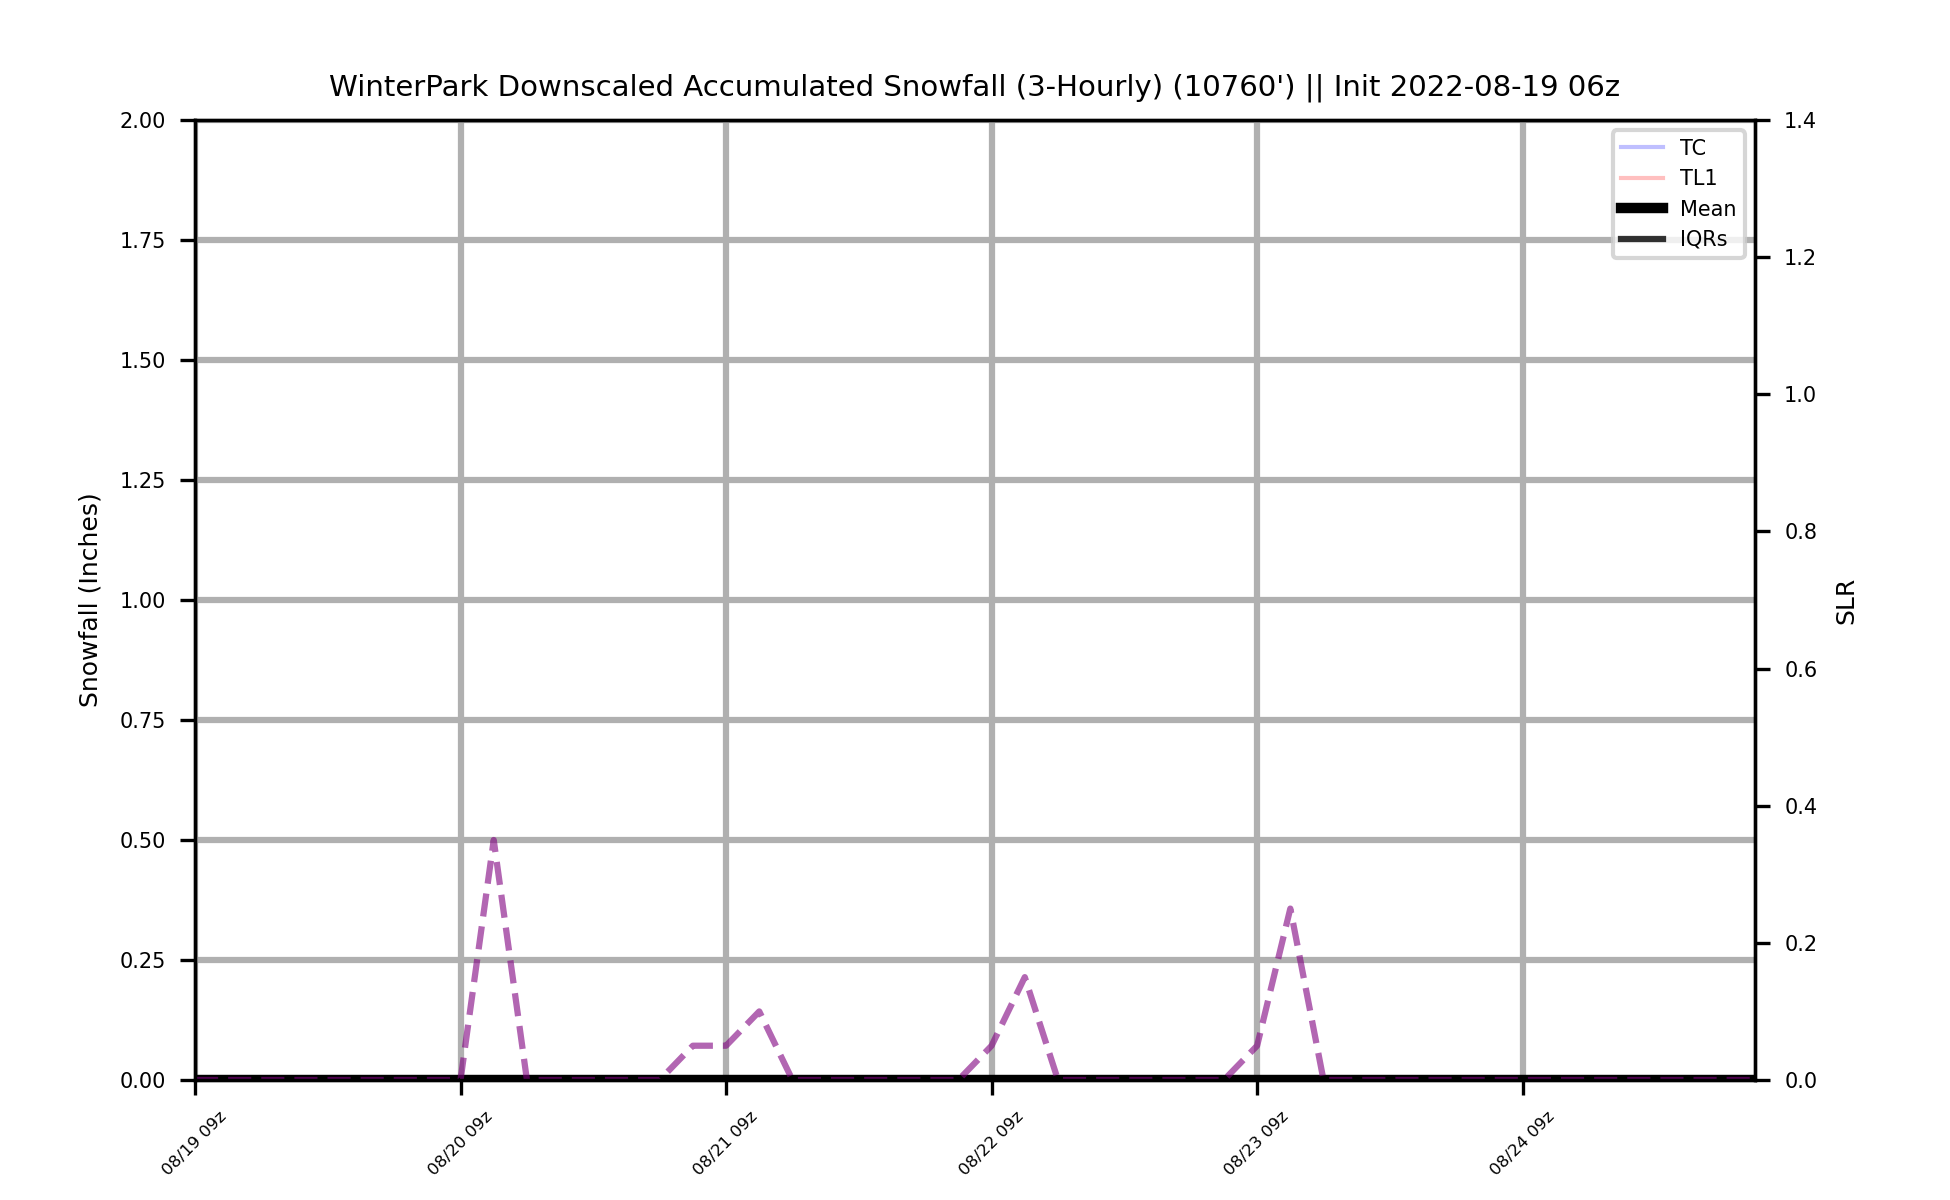 WinterPark Downscaled Accumulated Snowfall (3-Hourly) (10760') || Init 2022-08-19 06z
2.00
1.75
1.50
1.25
1.00
0.75
0.50
0.25
0.00
Snowfall (Inches)
TC
TL1
Mean
IQRs
1.4
1.2
1.0
0.8
0.6
0.4
0.2
0.0
SLR
08/19 09z
08/20 09z
08/21 09z
08/22 09z
08/23 09z
08/24 09z